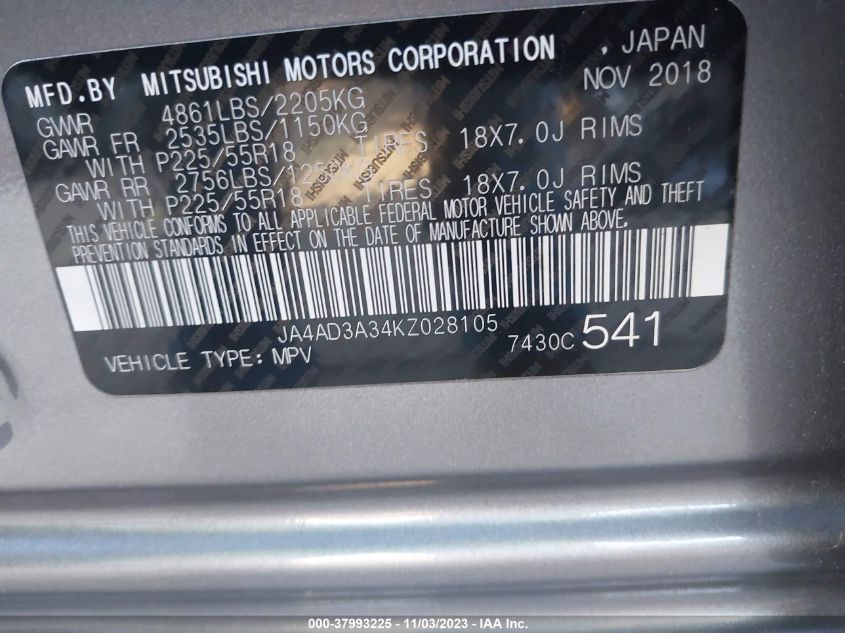 MFD.BY MITSUBISHI MOTORS CORPORATION , JAPAN
GVWR 4861LBS/2205KG NOV 2018
GAWR FR 2535LBS/1150KG
WITH P225/55R18 TIRES 18X7.0J RIMS
GAWR RR 2756LBS/1250KG
WITH P225/55R18 TIRES 18X7.0J RIMS
THIS VEHICLE CONFORMS TO ALL APPLICABLE FEDERAL MOTOR VEHICLE SAFETY AND THEFT
PREVENTION STANDARDS IN EFFECT ON THE DATE OF MANUFACTURE SHOWN ABOVE.
JA4AD3A34KZ028105
VEHICLE TYPE: MPV 7430C 541
000-37993225 - 11/03/2023 - IAA Inc.